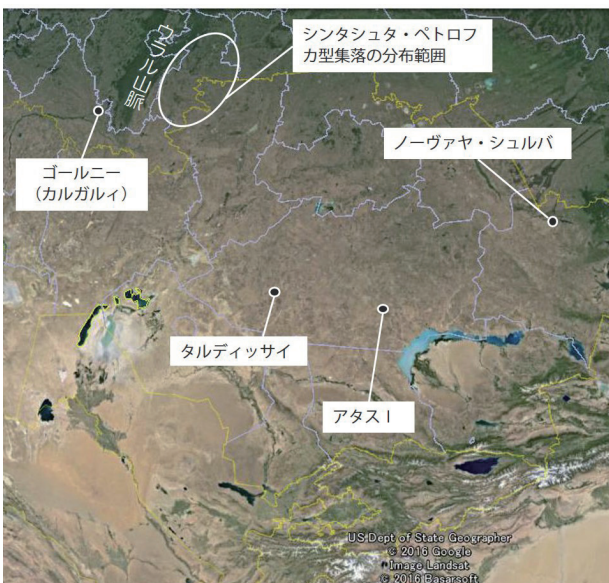 シンタシュタ・ペトロフ
カ型集落の分布範囲
ウラル山脈
ノーヴァヤ・シュルバ
ゴールニー
（カルガルィ）
タルディッサイ
アタスⅠ
US Dept of State Geographer
© 2016 Google
Image Landsat
© 2016 Basarsoft